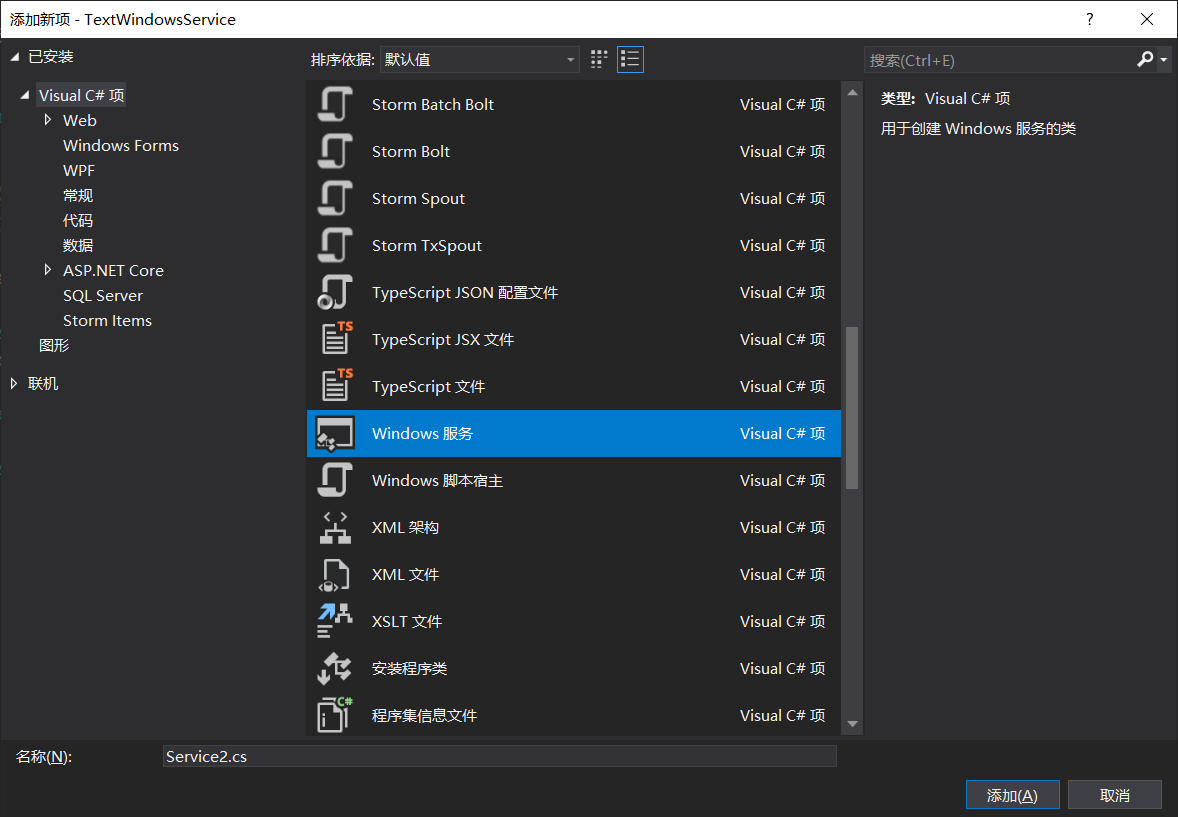 添加新项 - TextWindowsService
?
已安装
排序依据: 默认值
搜索(Ctrl+E)
Visual C# 项
Web
Windows Forms
WPF
常规
代码
数据
ASP.NET Core
SQL Server
Storm Items
图形
联机
Storm Batch Bolt Visual C# 项
Storm Bolt Visual C# 项
Storm Spout Visual C# 项
Storm TxSpout Visual C# 项
TypeScript JSON 配置文件 Visual C# 项
TS
TypeScript JSX 文件 Visual C# 项
TS
TypeScript 文件 Visual C# 项
Windows 服务 Visual C# 项
Windows 脚本宿主 Visual C# 项
XML 架构 Visual C# 项
XML 文件 Visual C# 项
XSLT 文件 Visual C# 项
安装程序类 Visual C# 项
C#
程序集信息文件 Visual C# 项
类型: Visual C# 项
用于创建 Windows 服务的类
名称(N): Service2.cs
添加(A) 取消